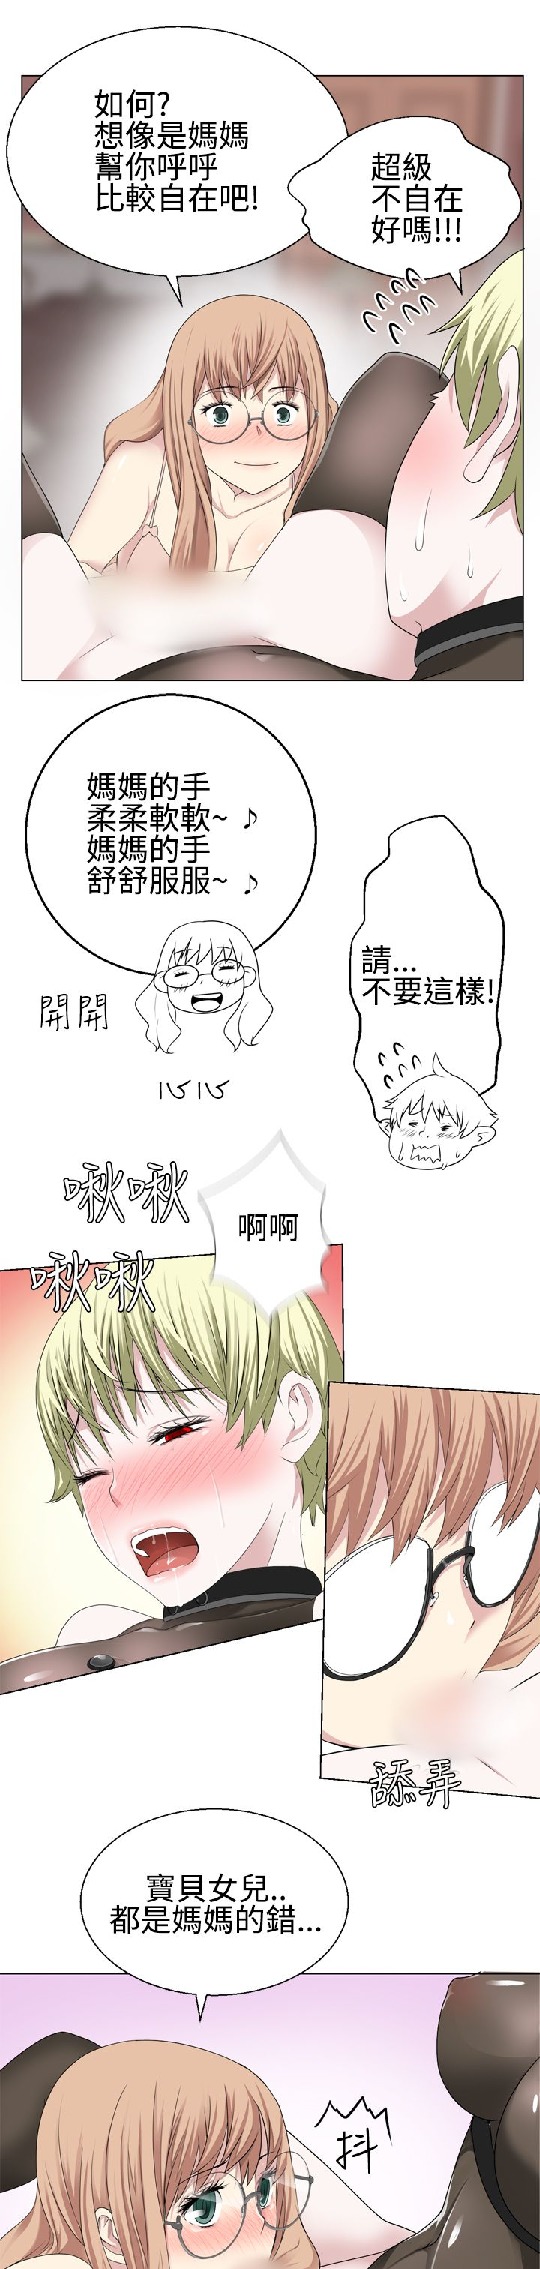 如何?
想像是媽媽
幫你呼呼
比較自在吧!
超級
不自在
好嗎!!!
媽媽的手
柔柔軟軟~ ♪
媽媽的手
舒舒服服~ ♪
開開
心心
請...
不要這樣!
啾啾
啾啾
啊啊
舔弄
寶貝女兒..
都是媽媽的錯...
抖